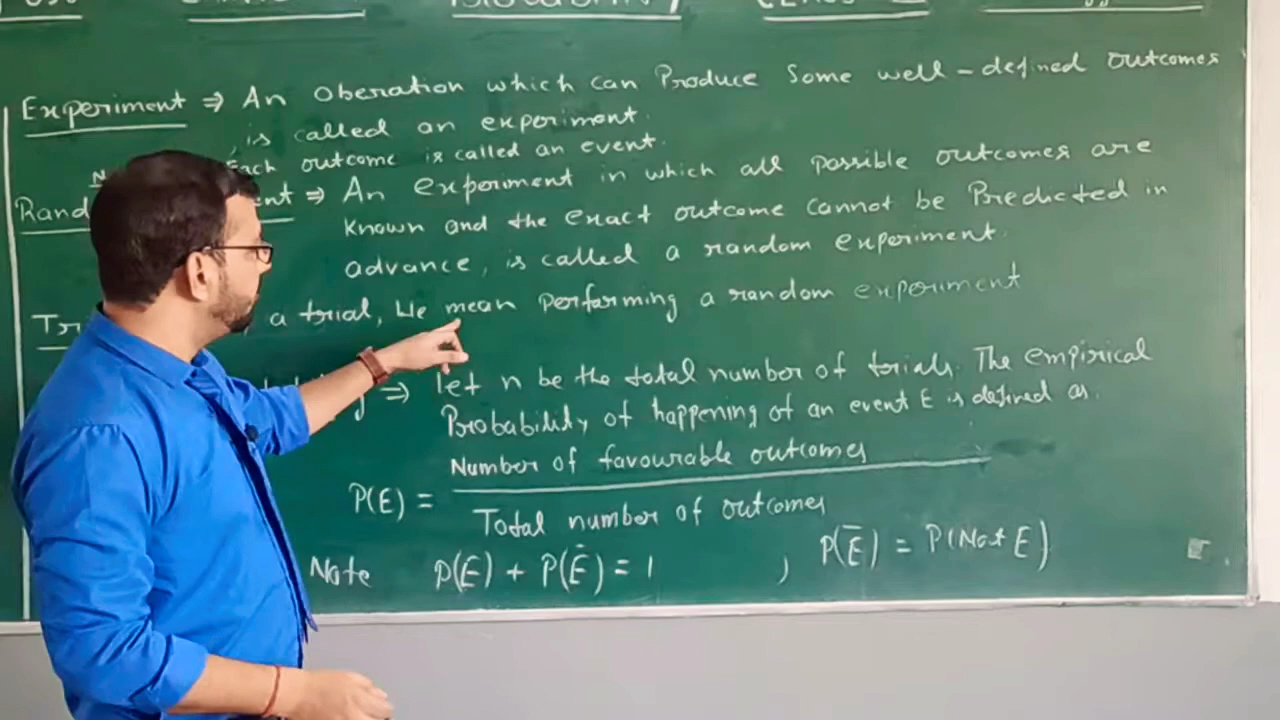 Experiment ⇒ An oberation which can Produce Some well-defined outcomes
, is called an experiment.
Each outcome is called an event.
⇒ An experiment in which all possible outcomes are
known and the exact outcome cannot be Predicted in
advance, is called a random experiment.
a trial, We mean performing a random experiment
⇒ let n be the total number of trials. The empirical
Probability of happening of an event E is defined as.
P(E) = Number of favourable outcomes
Total number of outcomes
Note P(E) + P(Ē) = 1 , P(Ē) = P(Not E)